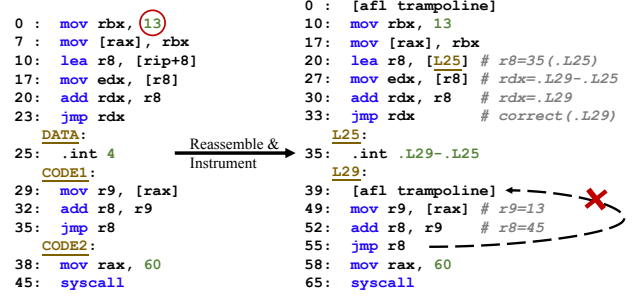 0 : mov rbx, 13
7 : mov [rax], rbx
10: lea r8, [rip+8]
17: mov edx, [r8]
20: add rdx, r8
23: jmp rdx
DATA:
25: .int 4
CODE1:
29: mov r9, [rax]
32: add r8, r9
35: jmp r8
CODE2:
38: mov rax, 60
45: syscall
Reassemble &
Instrument
0 : [afl trampoline]
10: mov rbx, 13
17: mov [rax], rbx
20: lea r8, [L25] # r8=35(.L25)
27: mov edx, [r8] # rdx=.L29-.L25
30: add rdx, r8 # rdx=.L29
33: jmp rdx # correct(.L29)
L25:
35: .int .L29-.L25
L29:
39: [afl trampoline]
49: mov r9, [rax] # r9=13
52: add r8, r9 # r8=45
55: jmp r8
58: mov rax, 60
65: syscall